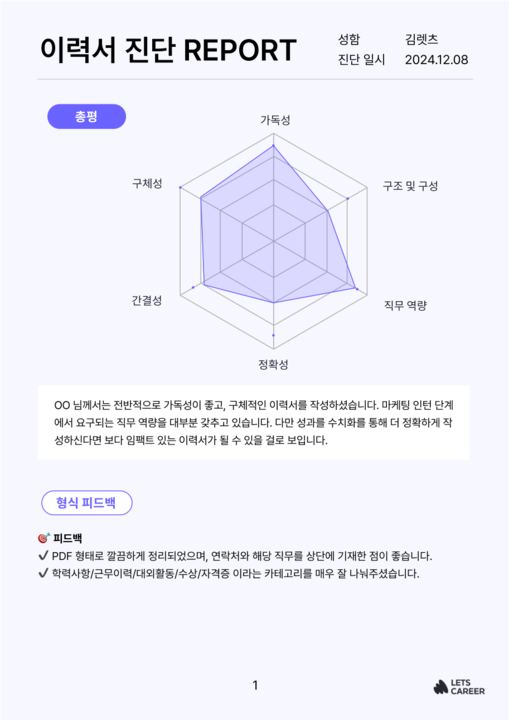 이력서 진단 REPORT
성함 김렛츠
진단 일시 2024.12.08
총평
가독성
구조 및 구성
직무 역량
정확성
간결성
구체성
OO 님께서는 전반적으로 가독성이 좋고, 구체적인 이력서를 작성하셨습니다. 마케팅 인턴 단계
에서 요구되는 직무 역량을 대부분 갖추고 있습니다. 다만 성과를 수치화를 통해 더 정확하게 작
성하신다면 보다 임팩트 있는 이력서가 될 수 있을 걸로 보입니다.
형식 피드백
🎯 피드백
✔ PDF 형태로 깔끔하게 정리되었으며, 연락처와 해당 직무를 상단에 기재한 점이 좋습니다.
✔ 학력사항/근무이력/대외활동/수상/자격증 이라는 카테고리를 매우 잘 나눠주셨습니다.
1
LETS
CAREER